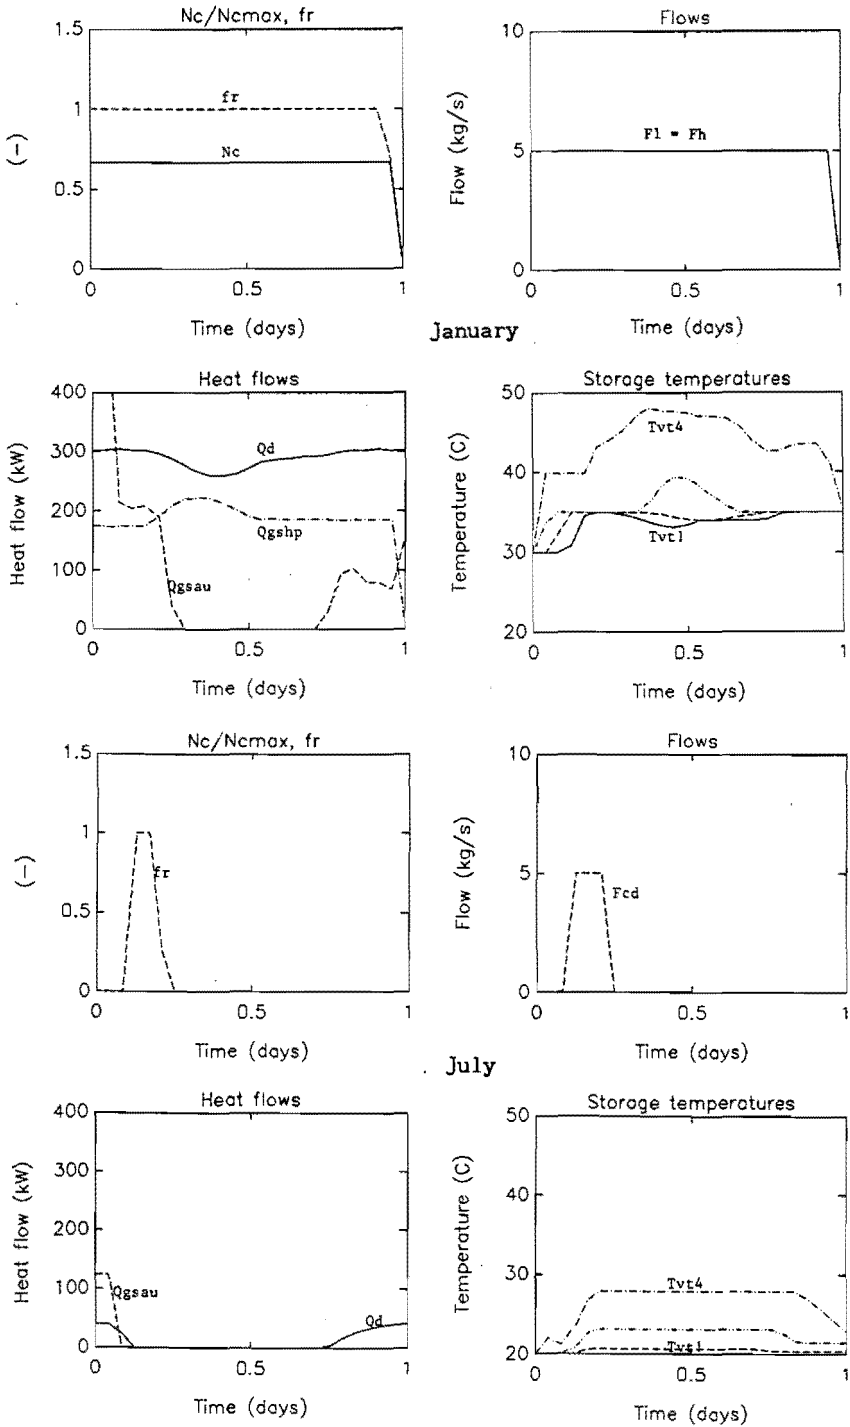 Nc/Ncmax, fr
1.5
1
0.5
0
(-)
fr
Nc
0
0.5
1
Time (days)
Flows
10
5
0
Flow (kg/s)
Fl = Fh
0
0.5
1
Time (days)
January
Heat flows
400
300
200
100
0
Heat flow (kW)
Qd
Qgshp
Qgsau
0
0.5
1
Time (days)
Storage temperatures
50
40
30
20
Temperature (C)
Tvt4
Tvt1
0
0.5
1
Time (days)
Nc/Ncmax, fr
1.5
1
0.5
0
(-)
fr
0
0.5
1
Time (days)
Flows
10
5
0
Flow (kg/s)
Fcd
0
0.5
1
Time (days)
July
Heat flows
400
300
200
100
0
Heat flow (kW)
Qgsau
Qd
0
0.5
1
Time (days)
Storage temperatures
50
40
30
20
Temperature (C)
Tvt4
Tvt1
0
0.5
1
Time (days)